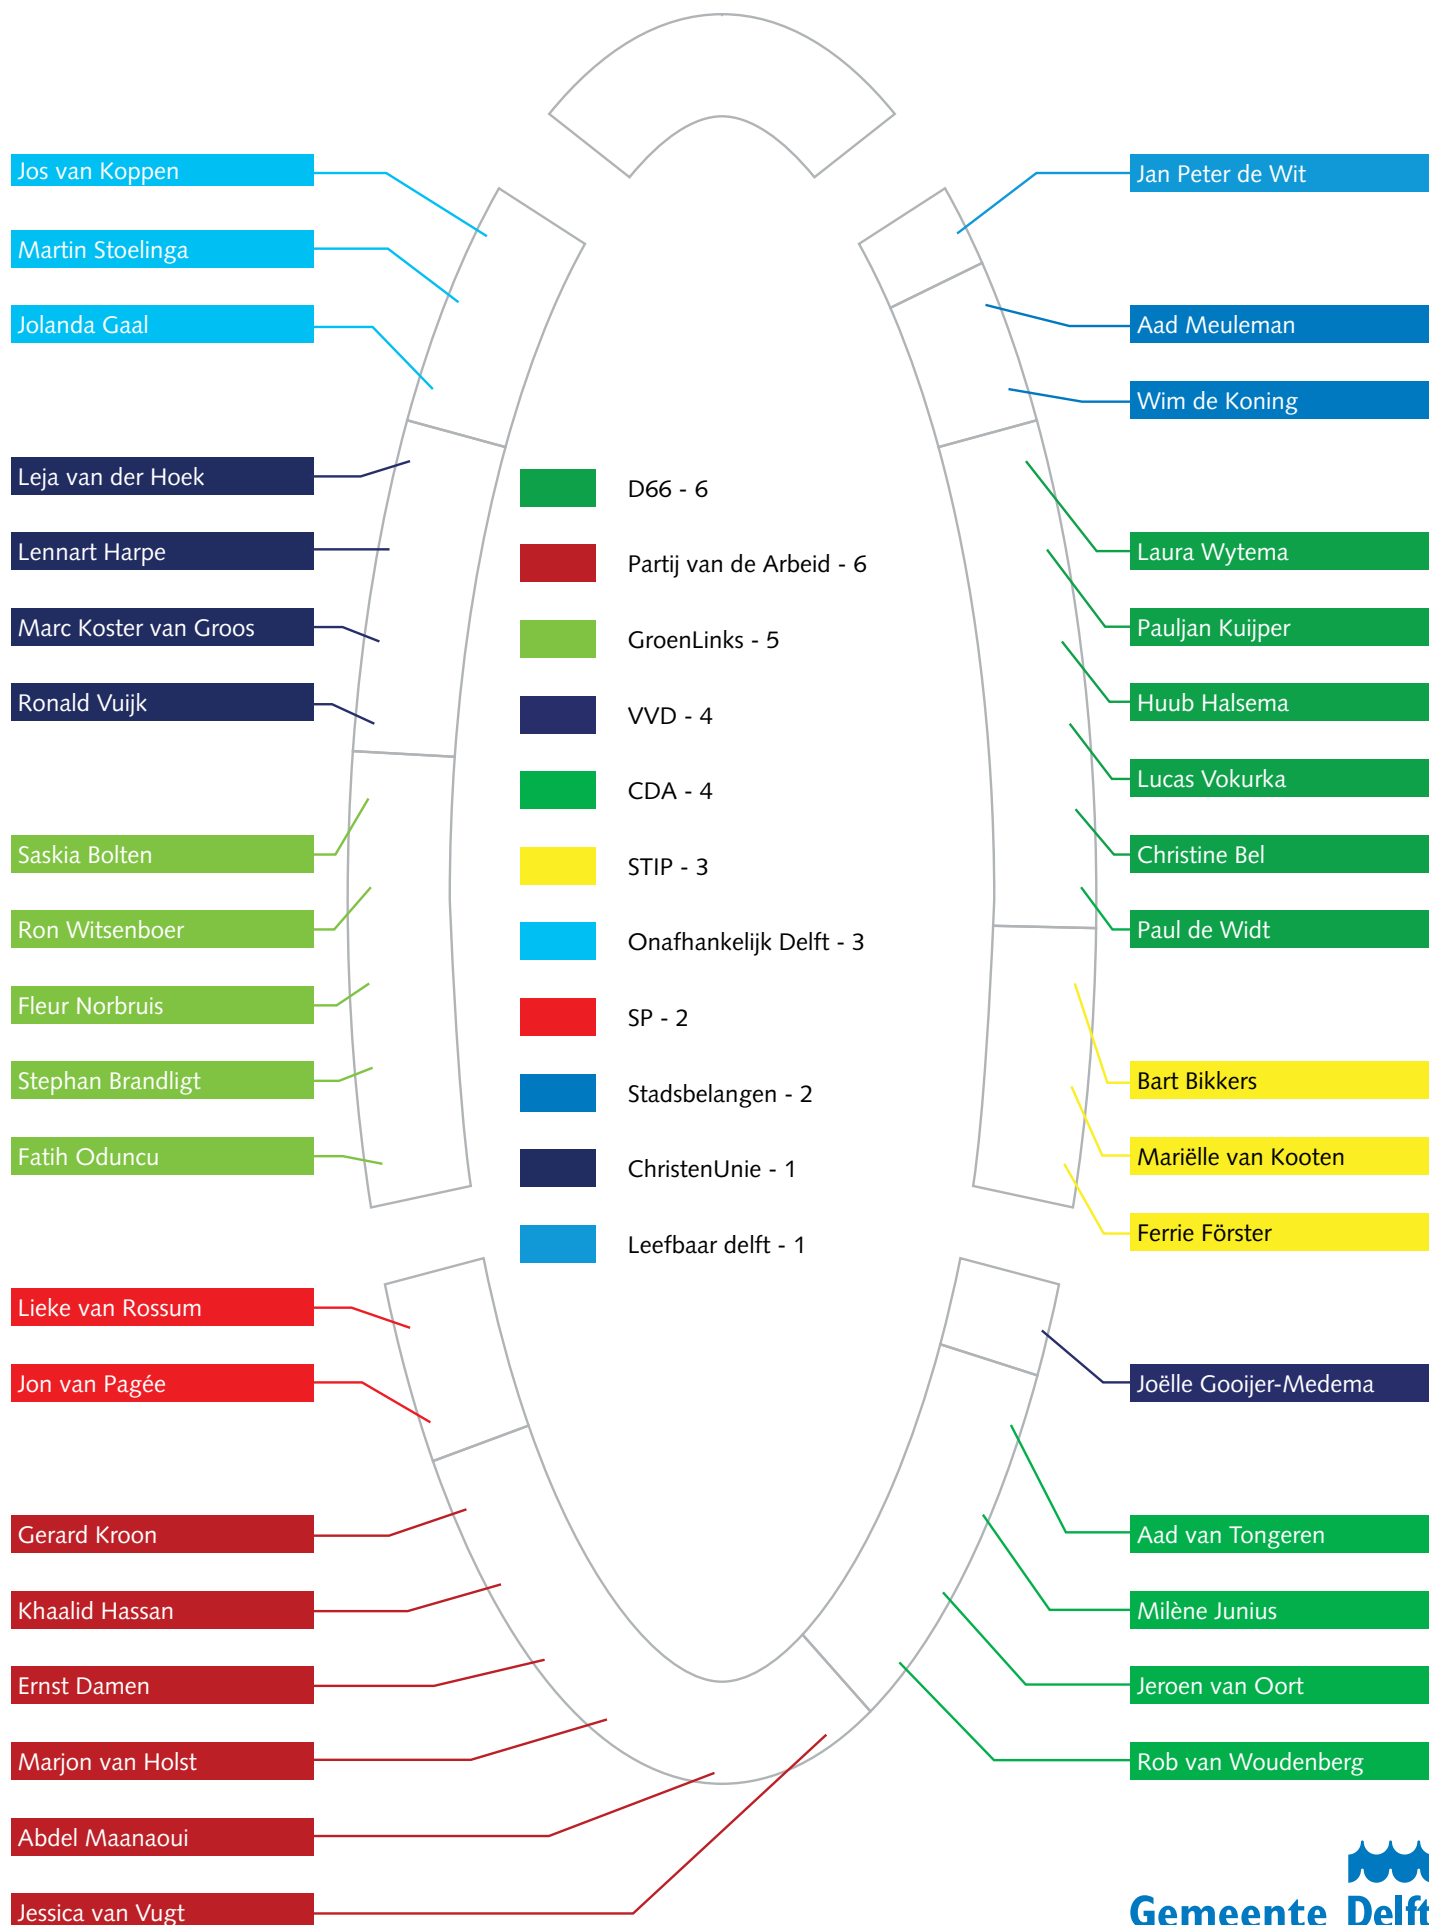 Jos van Koppen
Martin Stoelinga
Jolanda Gaal
Leja van der Hoek
Lennart Harpe
Marc Koster van Groos
Ronald Vuijk
Saskia Bolten
Ron Witsenboer
Fleur Norbruis
Stephan Brandligt
Fatih Oduncu
Lieke van Rossum
Jon van Pagée
Gerard Kroon
Khaalid Hassan
Ernst Damen
Marjon van Holst
Abdel Maanaoui
Jessica van Vugt
D66 - 6
Partij van de Arbeid - 6
GroenLinks - 5
VVD - 4
CDA - 4
STIP - 3
Onafhankelijk Delft - 3
SP - 2
Stadsbelangen - 2
ChristenUnie - 1
Leefbaar delft - 1
Jan Peter de Wit
Aad Meuleman
Wim de Koning
Laura Wytema
Pauljan Kuijper
Huub Halsema
Lucas Vokurka
Christine Bel
Paul de Widt
Bart Bikkers
Mariëlle van Kooten
Ferrie Förster
Joëlle Gooijer-Medema
Aad van Tongeren
Milène Junius
Jeroen van Oort
Rob van Woudenberg
Gemeente Delft